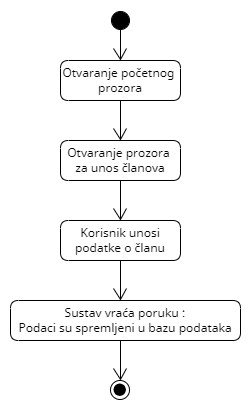 Otvaranje početnog
prozora
Otvaranje prozora
za unos članova
Korisnik unosi
podatke o članu
Sustav vraća poruku :
Podaci su spremljeni u bazu podataka